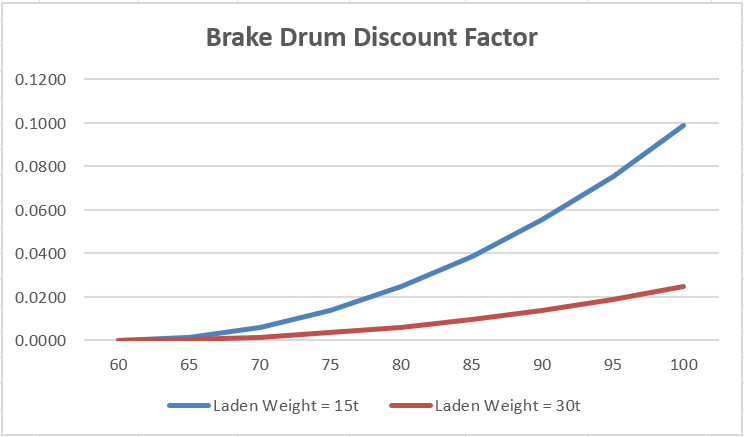 Brake Drum Discount Factor
0.1200
0.1000
0.0800
0.0600
0.0400
0.0200
0.0000
60 65 70 75 80 85 90 95 100
Laden Weight = 15t Laden Weight = 30t